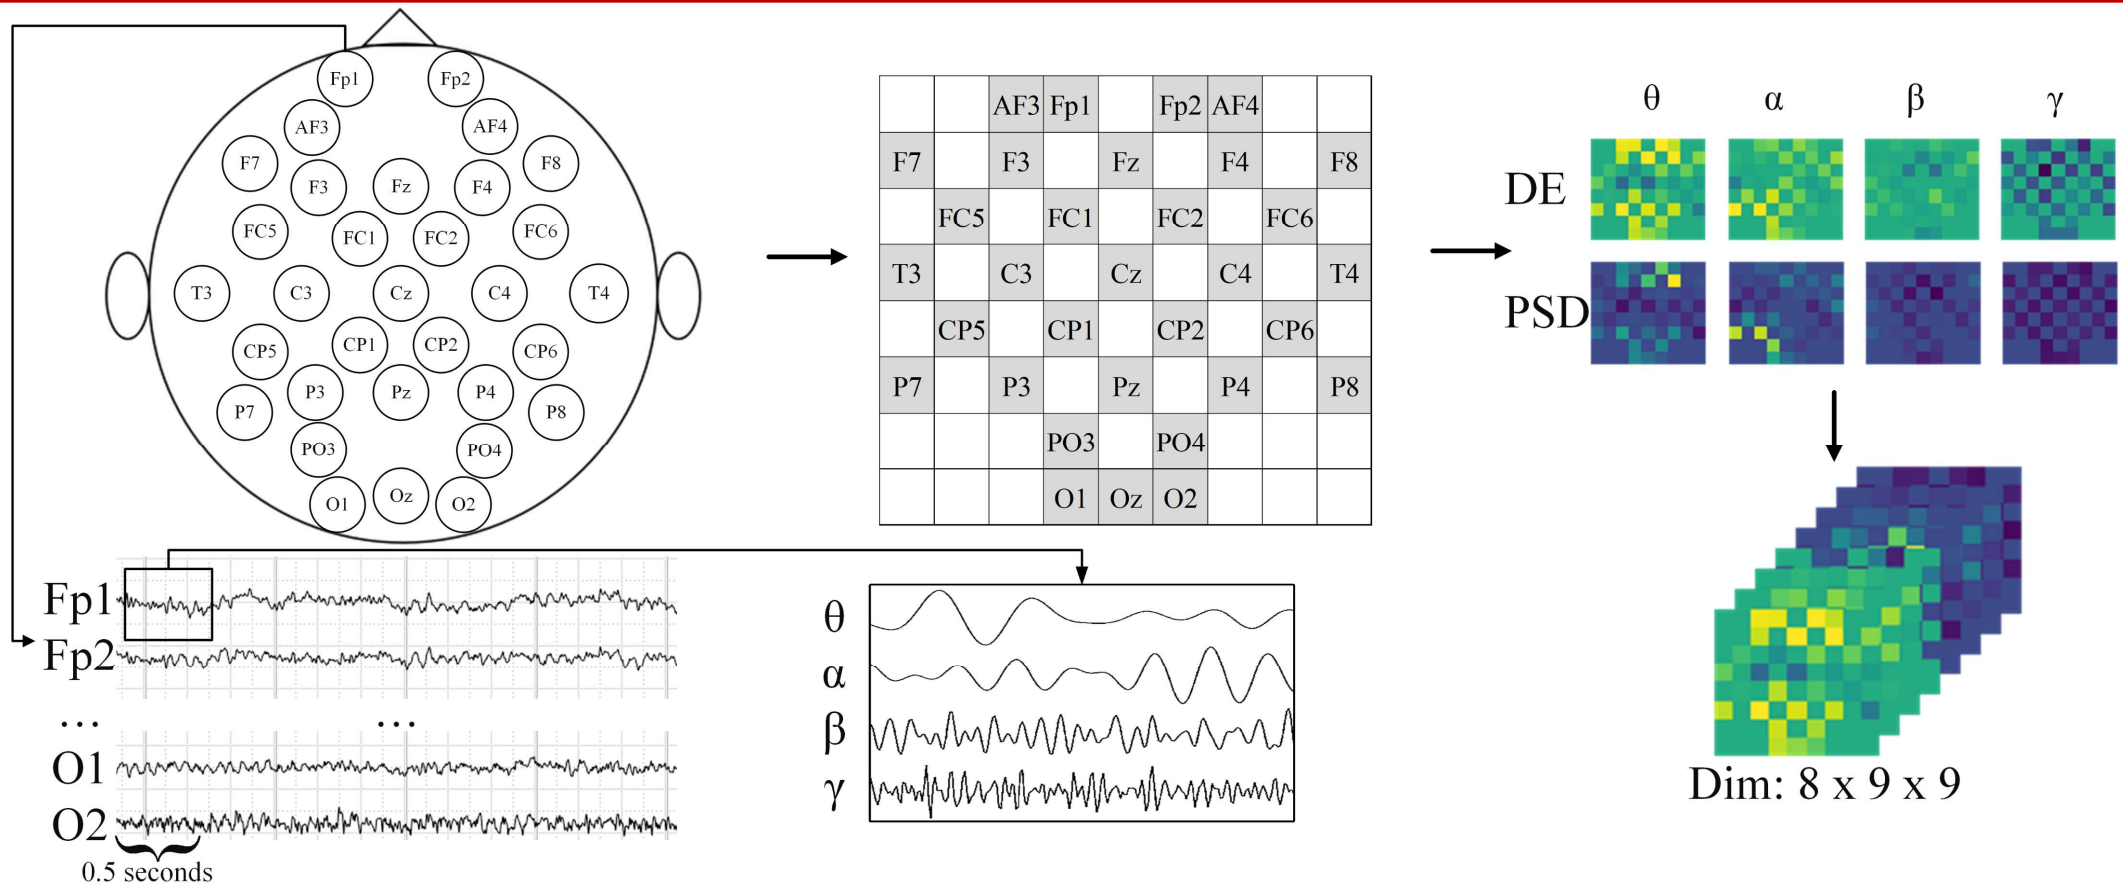 Fp1 Fp2
AF3 AF4
F7 F3 Fz F4 F8
FC5 FC1 FC2 FC6
T3 C3 Cz C4 T4
CP5 CP1 CP2 CP6
P7 P3 Pz P4 P8
PO3 PO4
O1 Oz O2
AF3 Fp1 Fp2 AF4
F7 F3 Fz F4 F8
FC5 FC1 FC2 FC6
T3 C3 Cz C4 T4
CP5 CP1 CP2 CP6
P7 P3 Pz P4 P8
PO3 PO4
O1 Oz O2
θ α β γ
DE
PSD
Dim: 8 x 9 x 9
Fp1
Fp2
... ...
O1
O2
0.5 seconds
θ
α
β
γ